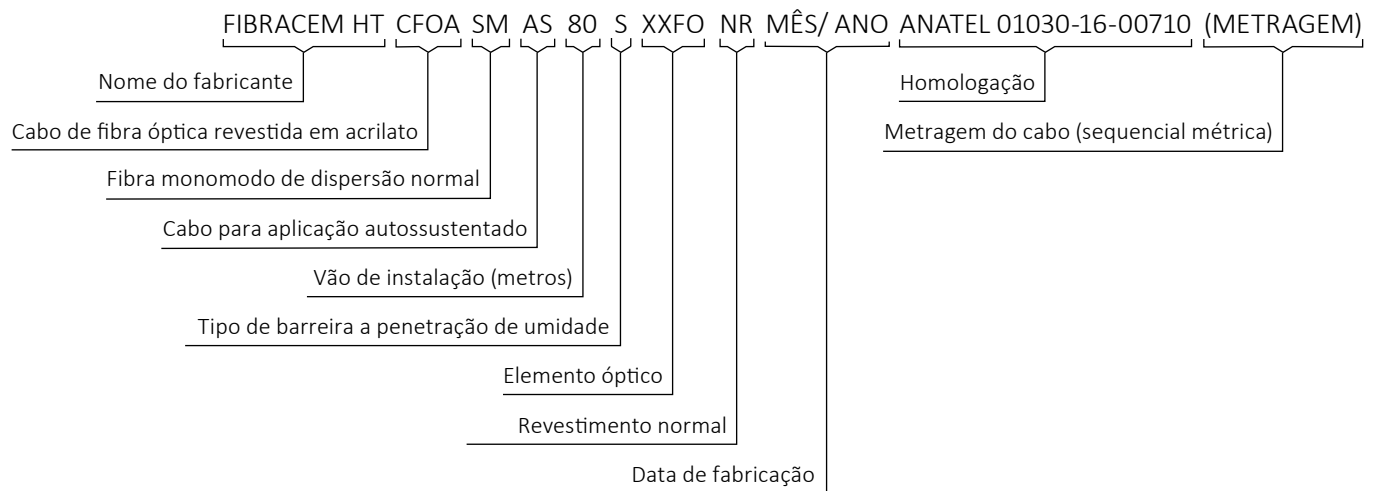 FIBRACEM HT CFOA SM AS 80 S XXFO NR MÊS/ ANO ANATEL 01030-16-00710 (METRAGEM)
Nome do fabricante
Homologação
Cabo de fibra óptica revestida em acrilato
Metragem do cabo (sequencial métrica)
Fibra monomodo de dispersão normal
Cabo para aplicação autossustentado
Vão de instalação (metros)
Tipo de barreira a penetração de umidade
Elemento óptico
Revestimento normal
Data de fabricação